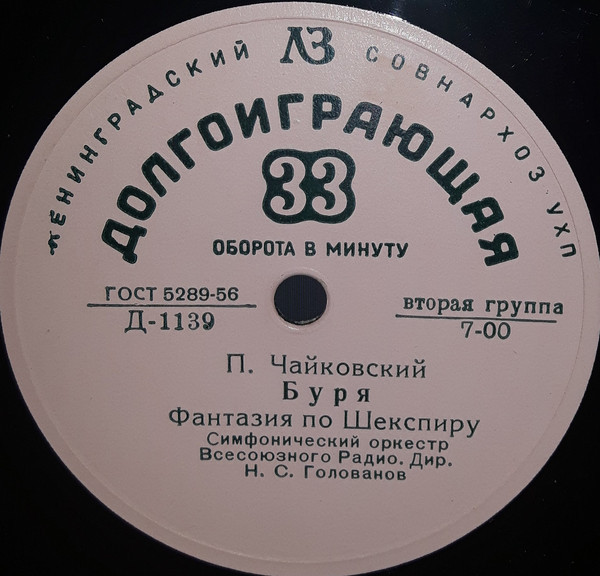 ЛЕНИНГРАДСКИЙ ЛЗ СОВНАРХОЗ УХП
ДОЛГОИГРАЮЩАЯ
33
ОБОРОТА В МИНУТУ
ГОСТ 5289-56
Д-1139
вторая группа
7-00
П. Чайковский
Буря
Фантазия по Шекспиру
Симфонический оркестр
Всесоюзного Радио. Дир.
Н. С. Голованов